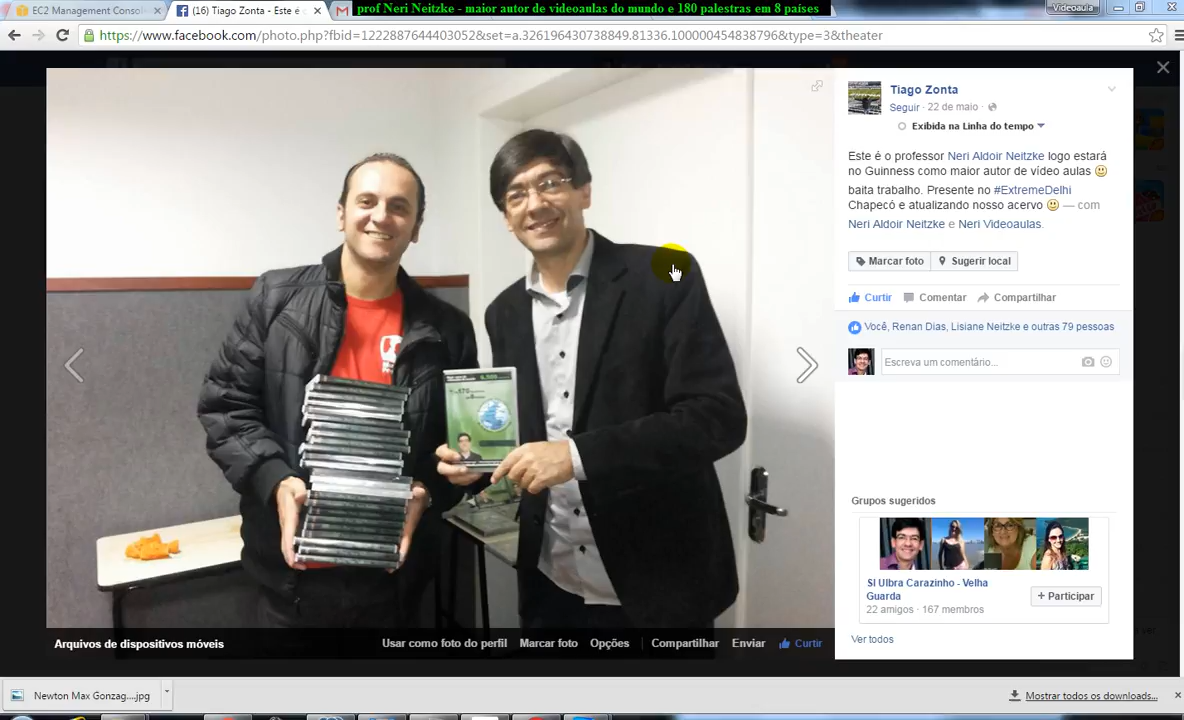 EC2 Management Consol
(16) Tiago Zonta - Este é o
prof Neri Neitzke - maior autor de videoaulas do mundo e 180 palestras em 8 países
Videoaula
https://www.facebook.com/photo.php?fbid=1222887644403052&set=a.326196430738849.81336.100000454838796&type=3&theater
Tiago Zonta
Seguir · 22 de maio ·
Exibida na Linha do tempo
Este é o professor Neri Aldoir Neitzke logo estará
no Guinness como maior autor de vídeo aulas
baita trabalho. Presente no #ExtremeDelhi
Chapecó e atualizando nosso acervo — com
Neri Aldoir Neitzke e Neri Videoaulas.
Marcar foto
Sugerir local
Curtir Comentar Compartilhar
Você, Renan Dias, Lisiane Neitzke e outras 79 pessoas
Escreva um comentário...
Grupos sugeridos
SI Ulbra Carazinho - Velha
Guarda
22 amigos · 167 membros
+ Participar
Ver todos
Arquivos de dispositivos móveis
Usar como foto do perfil Marcar foto Opções Compartilhar Enviar Curtir
Newton Max Gonzag....jpg
Mostrar todos os downloads...